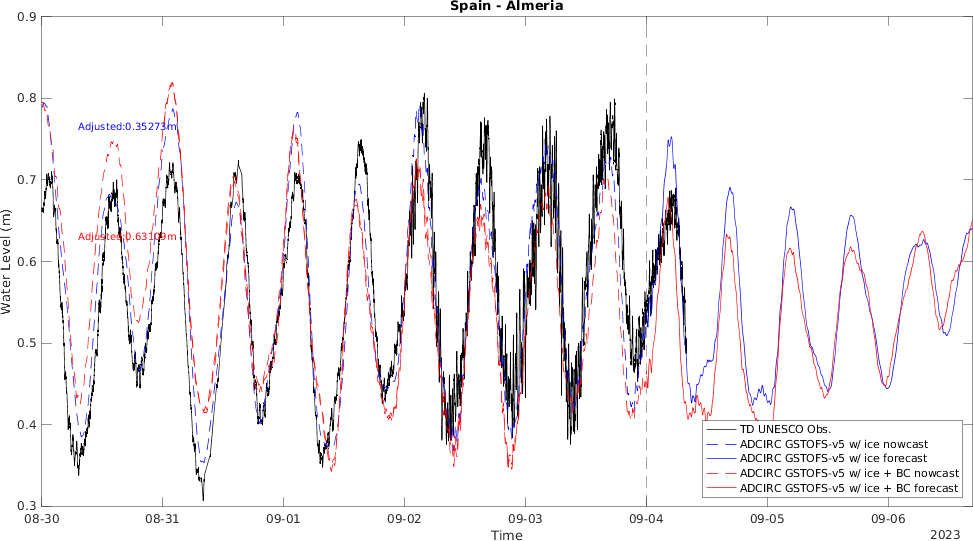 Spain - Almeria
0.9
0.8
0.7
0.6
0.5
0.4
0.3
Water Level (m)
Adjusted:0.35273m
Adjusted:0.63109m
TD UNESCO Obs.
ADCIRC GSTOFS-v5 w/ ice nowcast
ADCIRC GSTOFS-v5 w/ ice forecast
ADCIRC GSTOFS-v5 w/ ice + BC nowcast
ADCIRC GSTOFS-v5 w/ ice + BC forecast
08-30 08-31 09-01 09-02 09-03 09-04 09-05 09-06
Time
2023